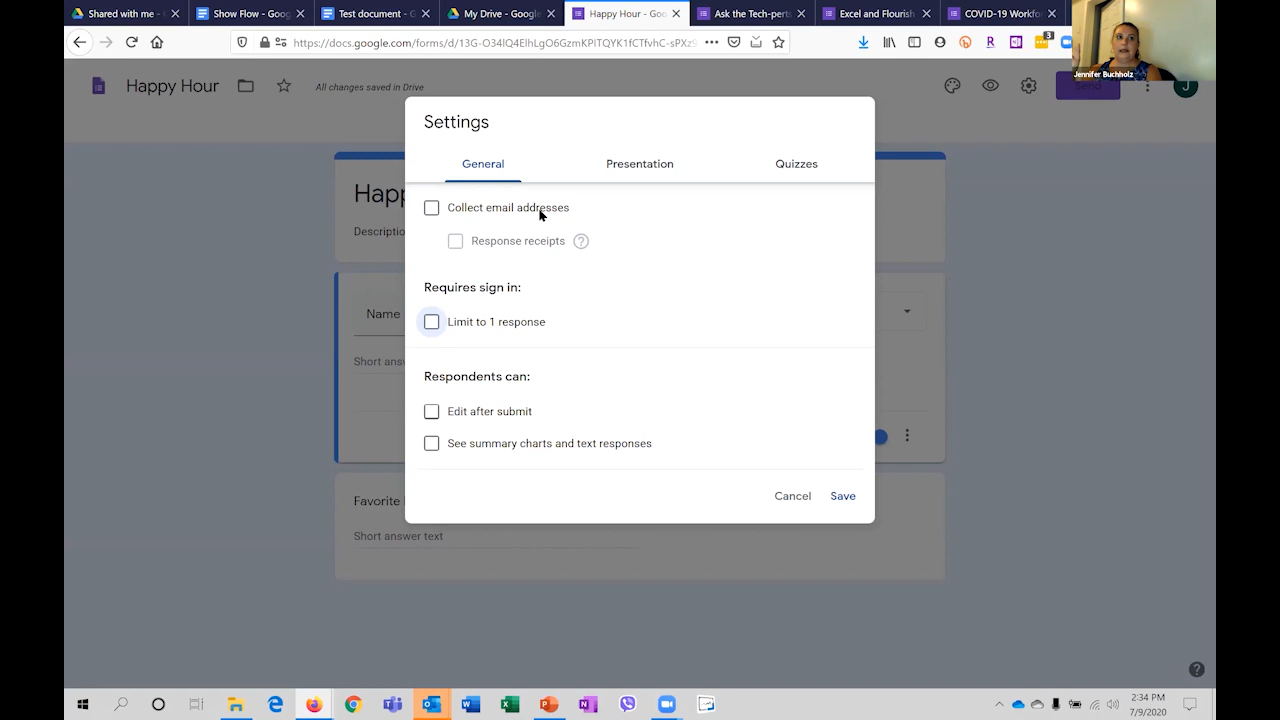 Shared with me -
Show Flow - Goog
Test document - G
My Drive - Google
Happy Hour - Goo
Ask the Tech-perts
Excel and Flourish
COVID-19 Workfo
https://docs.google.com/forms/d/13G-O34lQ4ElhLgO6GzmKPlTQYK1fCTfvhC-sPXz9
3
Jennifer Buchholz
Happy Hour
All changes saved in Drive
Send
J
Settings
General
Presentation
Quizzes
Collect email addresses
Response receipts
?
Requires sign in:
Limit to 1 response
Respondents can:
Edit after submit
See summary charts and text responses
Cancel
Save
Happ
Descriptio
Name
Short answ
Favorite
Short answer text
?
2:34 PM
7/9/2020